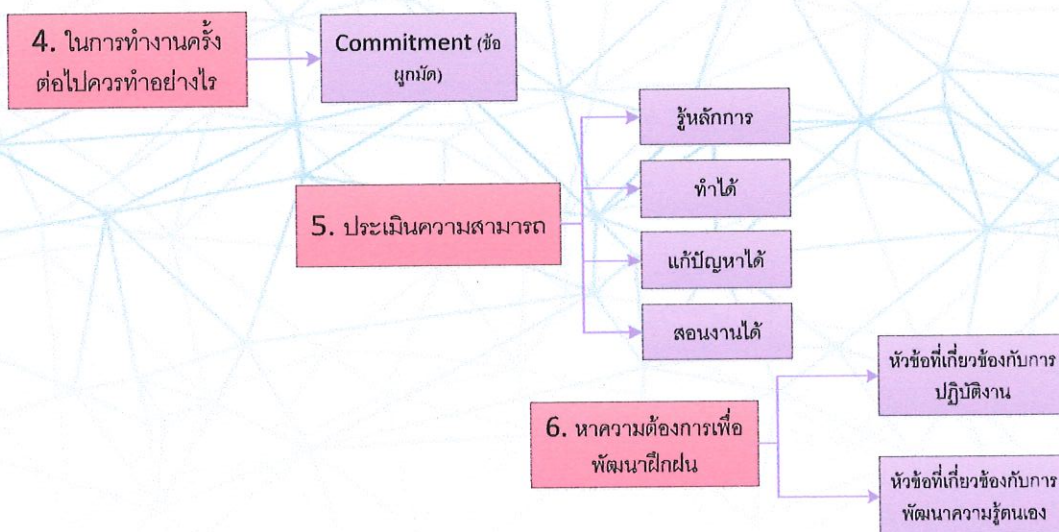 4. ในการทำงานครั้ง
ต่อไปควรทำอย่างไร
Commitment (ข้อ
ผูกมัด)
5. ประเมินความสามารถ
รู้หลักการ
ทำได้
แก้ปัญหาได้
สอนงานได้
6. หาความต้องการเพื่อ
พัฒนาฝึกฝน
หัวข้อที่เกี่ยวข้องกับการ
ปฏิบัติงาน
หัวข้อที่เกี่ยวข้องกับการ
พัฒนาความรู้ตนเอง